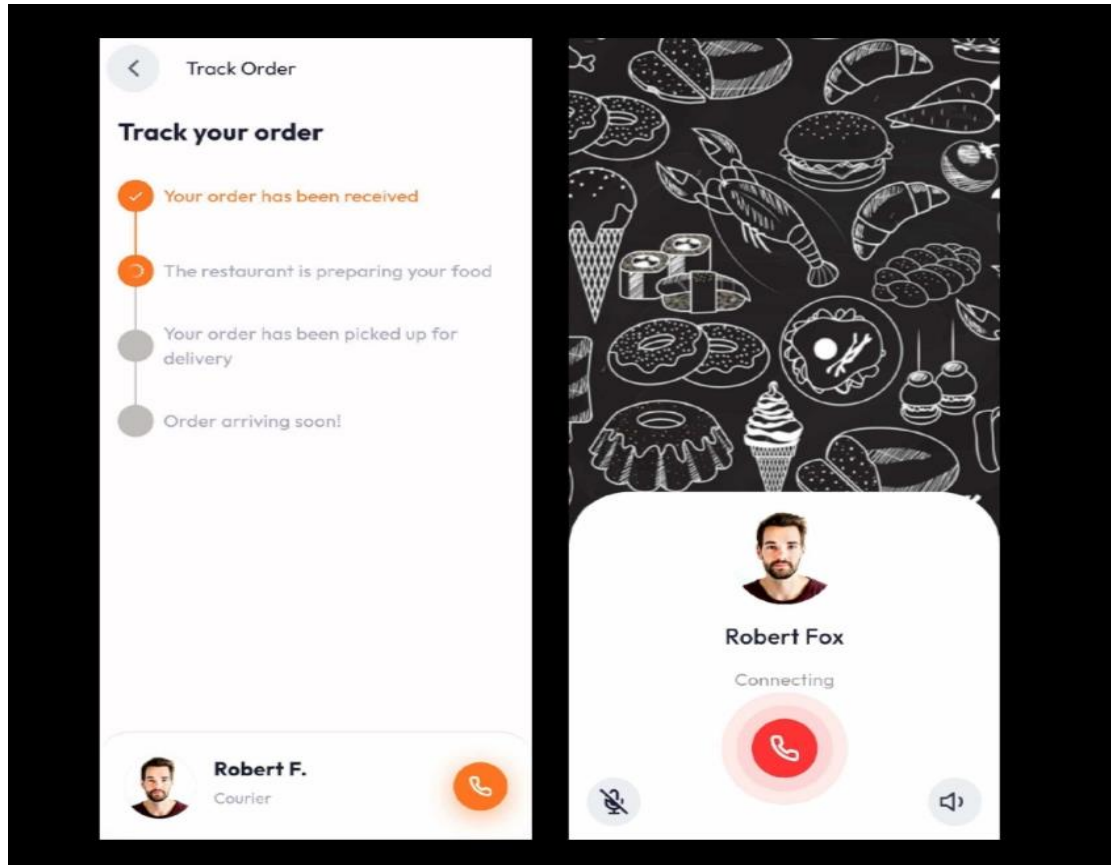 Track Order
Track your order
Your order has been received
The restaurant is preparing your food
Your order has been picked up for
delivery
Order arriving soon!
Robert F.
Courier
Robert Fox
Connecting